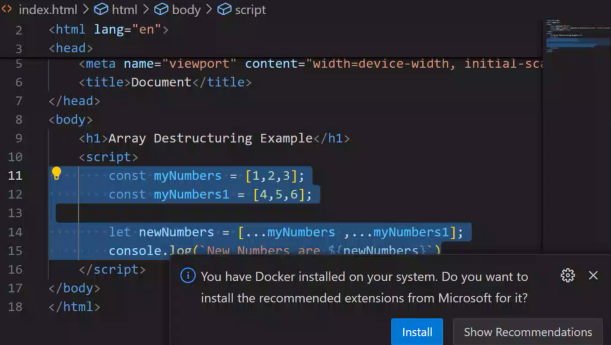 index.html > html > body > script
2 <html lang="en">
3 <head>
5 <meta name="viewport" content="width=device-width, initial-sca
6 <title>Document</title>
7 </head>
8 <body>
9 <h1>Array Destructuring Example</h1>
10 <script>
11 const myNumbers = [1,2,3];
12 const myNumbers1 = [4,5,6];
13
14 let newNumbers = [...myNumbers ,...myNumbers1];
15 console.log(`New Numbers are ${newNumbers}`)
16 </script>
17 </body>
18 </html>
You have Docker installed on your system. Do you want to
install the recommended extensions from Microsoft for it?
Install
Show Recommendations